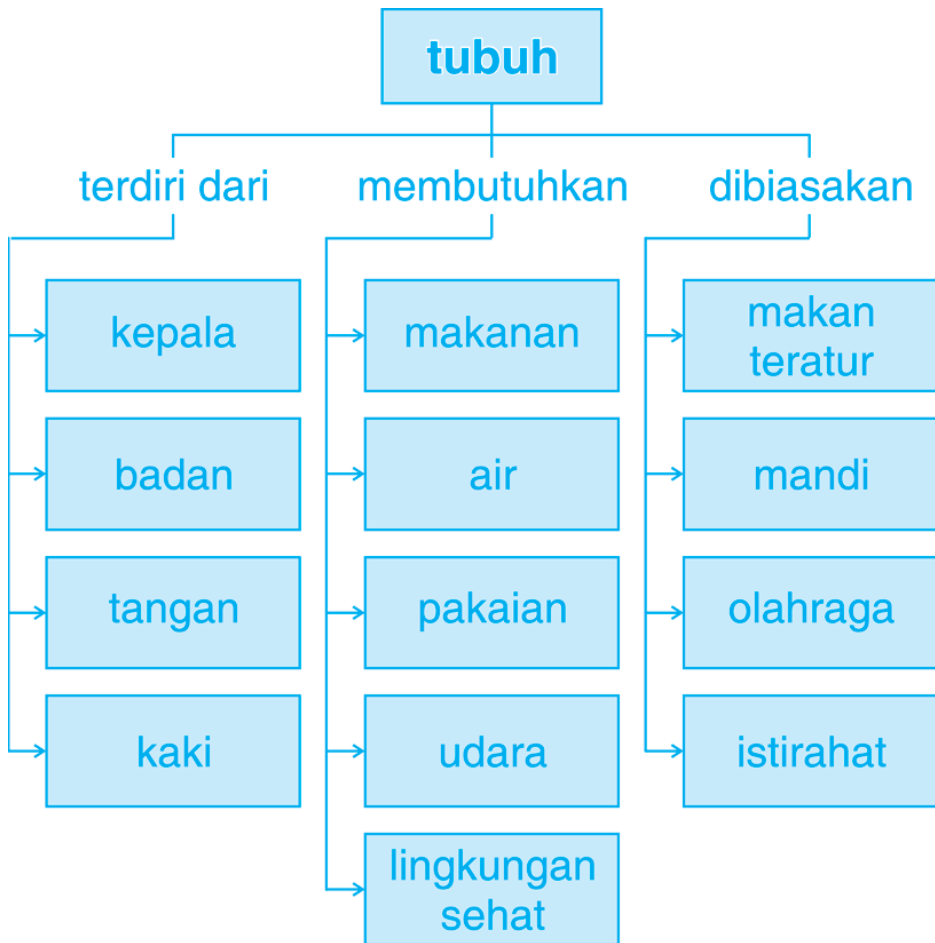 tubuh
terdiri dari
membutuhkan
dibiasakan
kepala
badan
tangan
kaki
makanan
air
pakaian
udara
lingkungan
sehat
makan
teratur
mandi
olahraga
istirahat